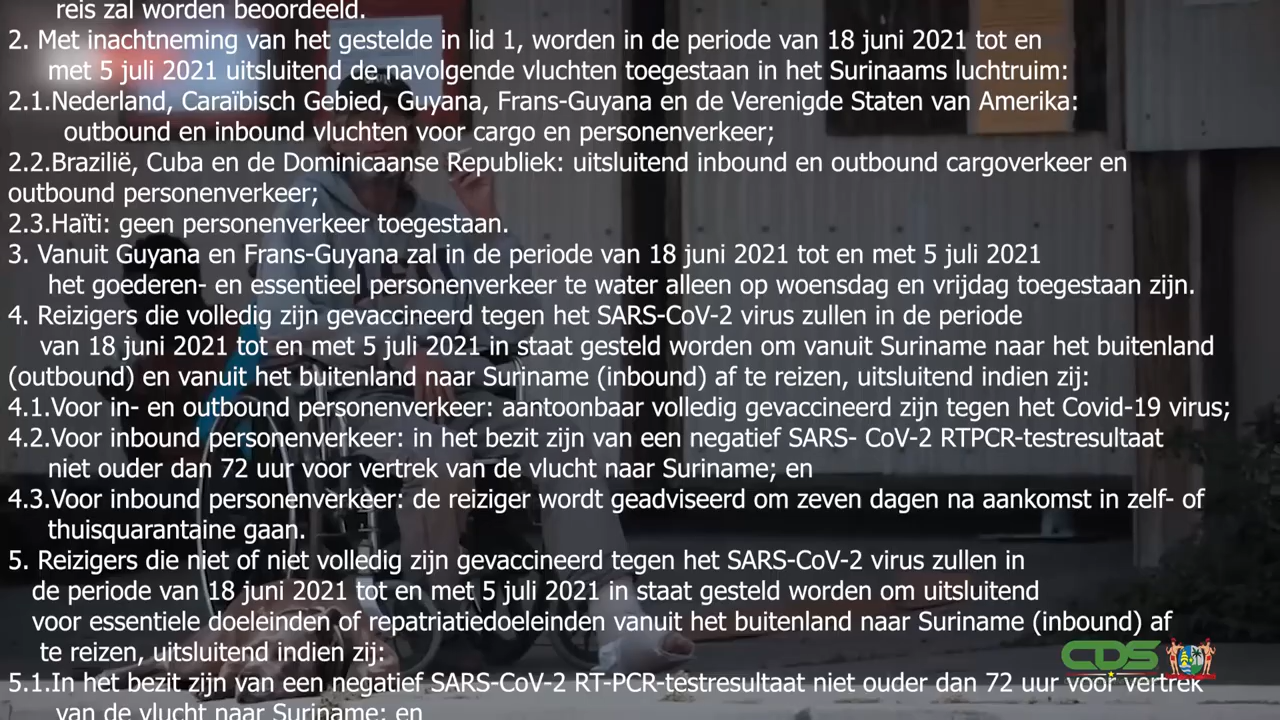 reis zal worden beoordeeld.
2. Met inachtneming van het gestelde in lid 1, worden in de periode van 18 juni 2021 tot en
met 5 juli 2021 uitsluitend de navolgende vluchten toegestaan in het Surinaams luchtruim:
2.1.Nederland, Caraïbisch Gebied, Guyana, Frans-Guyana en de Verenigde Staten van Amerika:
outbound en inbound vluchten voor cargo en personenverkeer;
2.2.Brazilië, Cuba en de Dominicaanse Republiek: uitsluitend inbound en outbound cargoverkeer en
outbound personenverkeer;
2.3.Haïti: geen personenverkeer toegestaan.
3. Vanuit Guyana en Frans-Guyana zal in de periode van 18 juni 2021 tot en met 5 juli 2021
het goederen- en essentieel personenverkeer te water alleen op woensdag en vrijdag toegestaan zijn.
4. Reizigers die volledig zijn gevaccineerd tegen het SARS-CoV-2 virus zullen in de periode
van 18 juni 2021 tot en met 5 juli 2021 in staat gesteld worden om vanuit Suriname naar het buitenland
(outbound) en vanuit het buitenland naar Suriname (inbound) af te reizen, uitsluitend indien zij:
4.1.Voor in- en outbound personenverkeer: aantoonbaar volledig gevaccineerd zijn tegen het Covid-19 virus;
4.2.Voor inbound personenverkeer: in het bezit zijn van een negatief SARS- CoV-2 RTPCR-testresultaat
niet ouder dan 72 uur voor vertrek van de vlucht naar Suriname; en
4.3.Voor inbound personenverkeer: de reiziger wordt geadviseerd om zeven dagen na aankomst in zelf- of
thuisquarantaine gaan.
5. Reizigers die niet of niet volledig zijn gevaccineerd tegen het SARS-CoV-2 virus zullen in
de periode van 18 juni 2021 tot en met 5 juli 2021 in staat gesteld worden om uitsluitend
voor essentiele doeleinden of repatriatiedoeleinden vanuit het buitenland naar Suriname (inbound) af
te reizen, uitsluitend indien zij:
CDS
5.1.In het bezit zijn van een negatief SARS-CoV-2 RT-PCR-testresultaat niet ouder dan 72 uur voor vertrek
van de vlucht naar Suriname; en